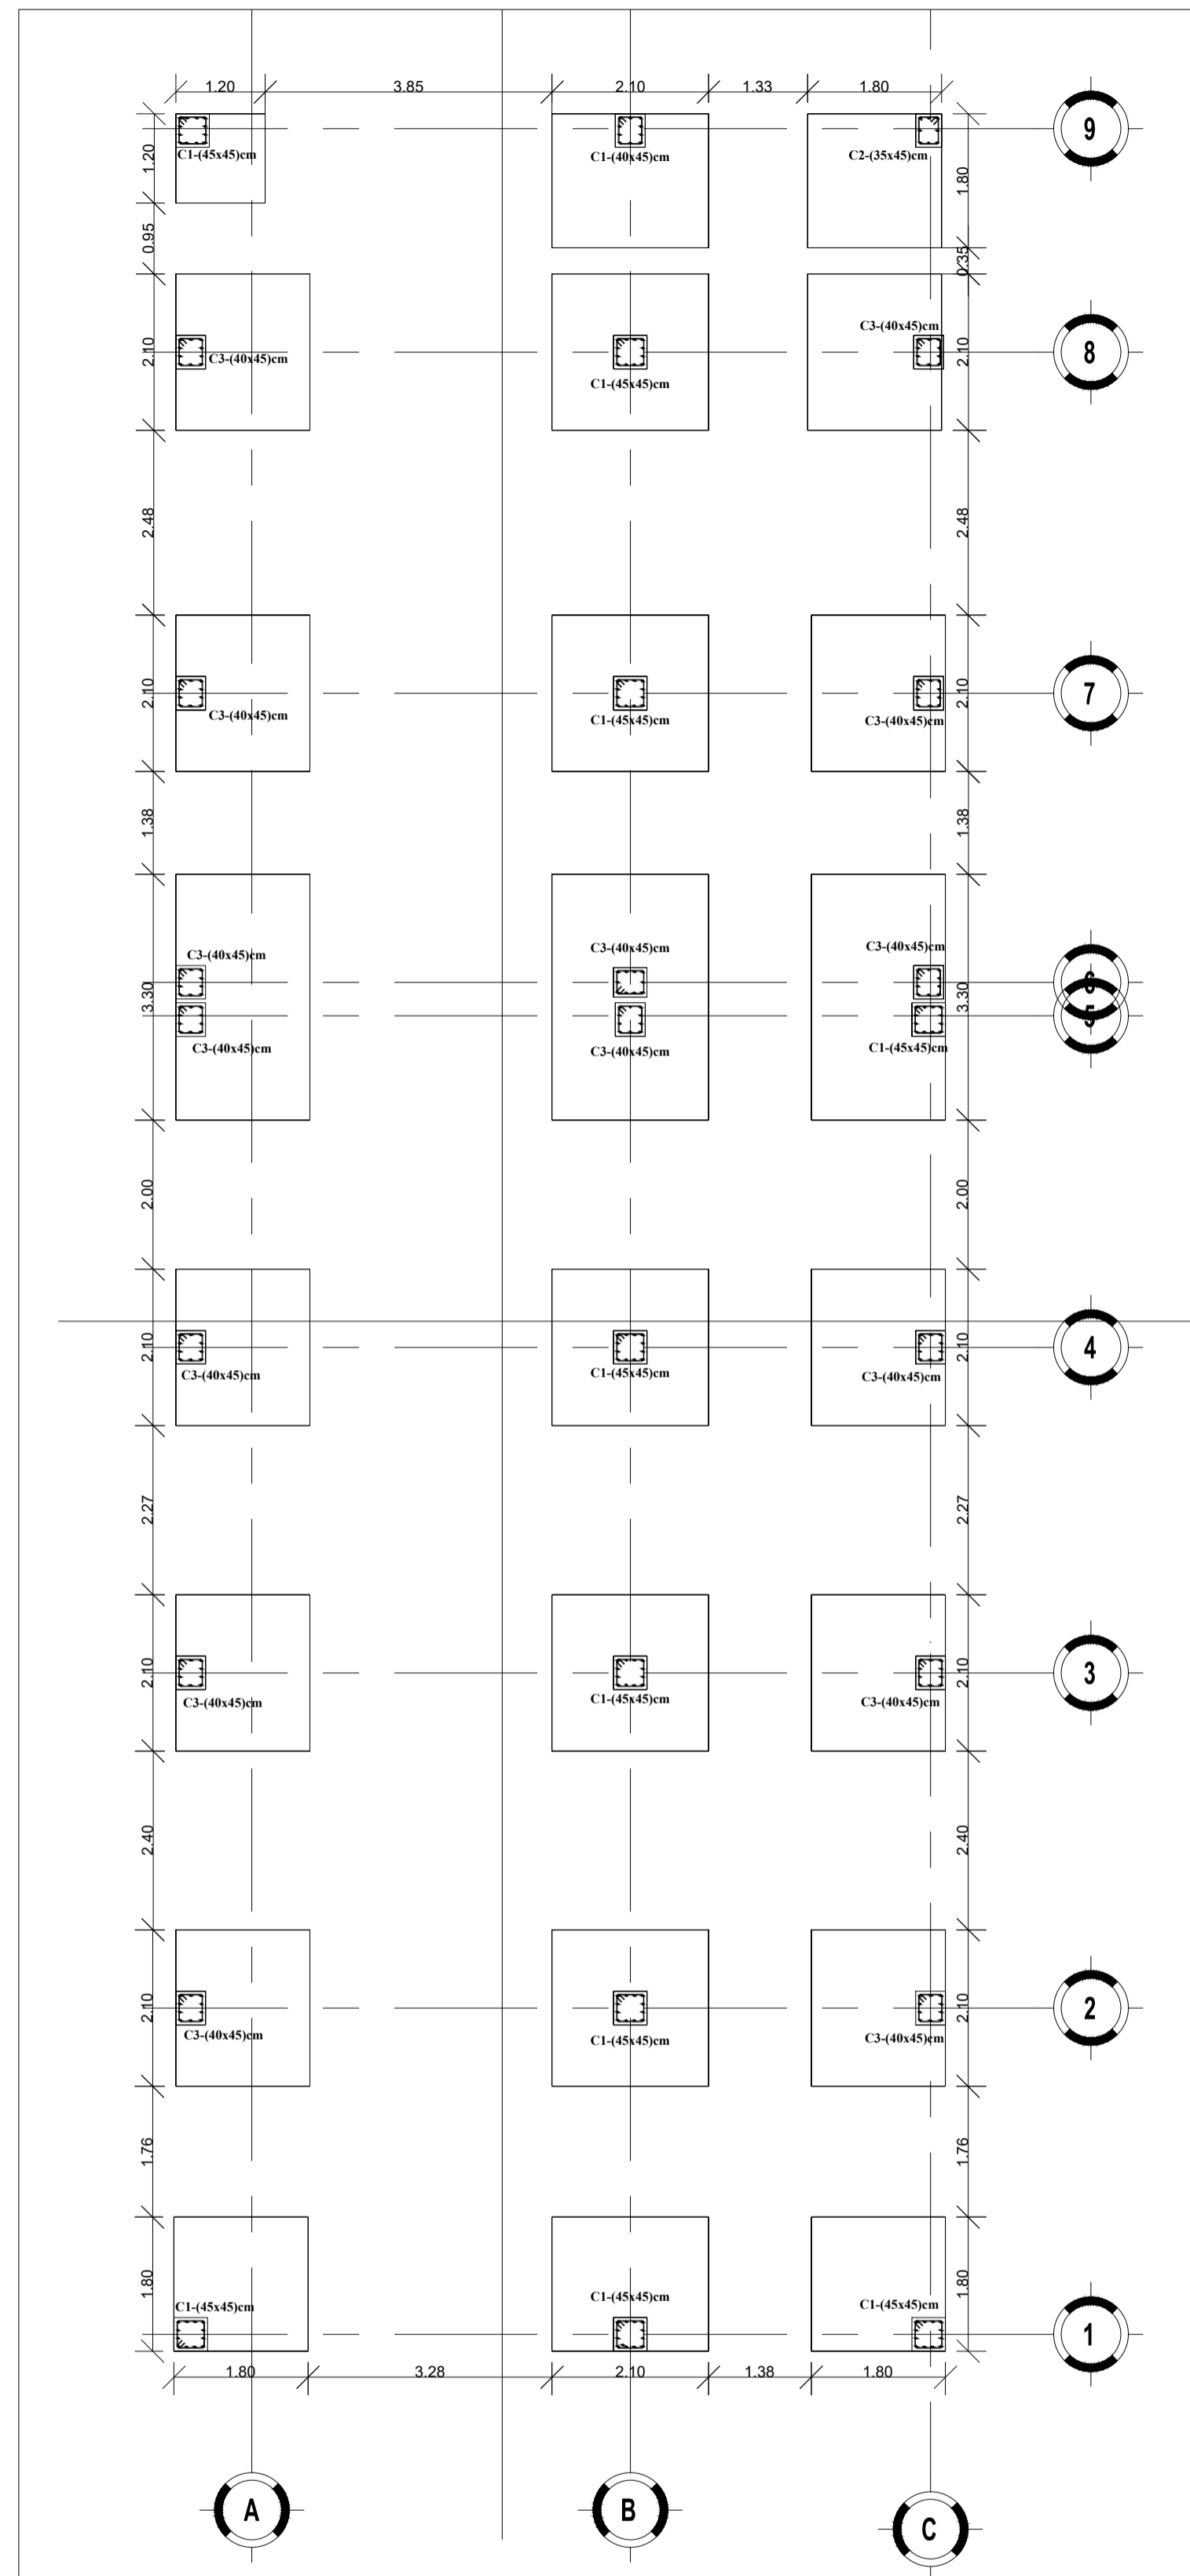 1.20 3.85 2.10 1.33 1.80
9
C1-(45x45)cm C1-(40x45)cm C2-(35x45)cm
1.20 1.80
0.95 0.35
C3-(40x45)cm
8
2.10 C3-(40x45)cm 2.10
C1-(45x45)cm
2.48 2.48
7
2.10 2.10
C3-(40x45)cm C1-(45x45)cm C3-(40x45)cm
1.38 1.38
C3-(40x45)cm C3-(40x45)cm C3-(40x45)cm
6
3.30 3.30
5
C3-(40x45)cm C3-(40x45)cm C1-(45x45)cm
2.00 2.00
4
2.10 2.10
C3-(40x45)cm C1-(45x45)cm C3-(40x45)cm
2.27 2.27
3
2.10 2.10
C3-(40x45)cm C1-(45x45)cm C3-(40x45)cm
2.40 2.40
2
2.10 2.10
C3-(40x45)cm C1-(45x45)cm C3-(40x45)cm
1.76 1.76
1.80 1.80
C1-(45x45)cm C1-(45x45)cm C1-(45x45)cm
1
1.80 3.28 2.10 1.38 1.80
A B C